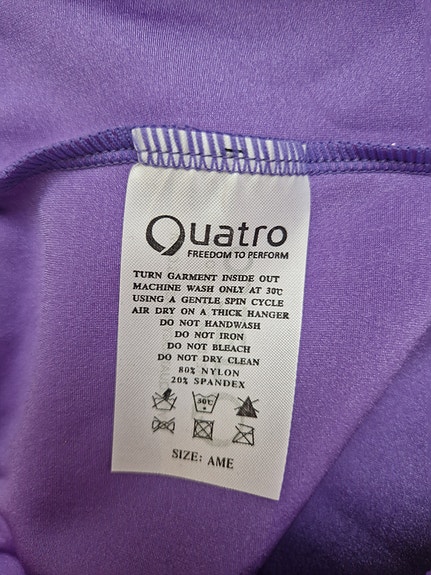 Quatro
FREEDOM TO PERFORM
TURN GARMENT INSIDE OUT
MACHINE WASH ONLY AT 30℃
USING A GENTLE SPIN CYCLE
AIR DRY ON A THICK HANGER
DO NOT HANDWASH
DO NOT IRON
DO NOT BLEACH
DO NOT DRY CLEAN
80% NYLON
20% SPANDEX
30℃
SIZE: AME